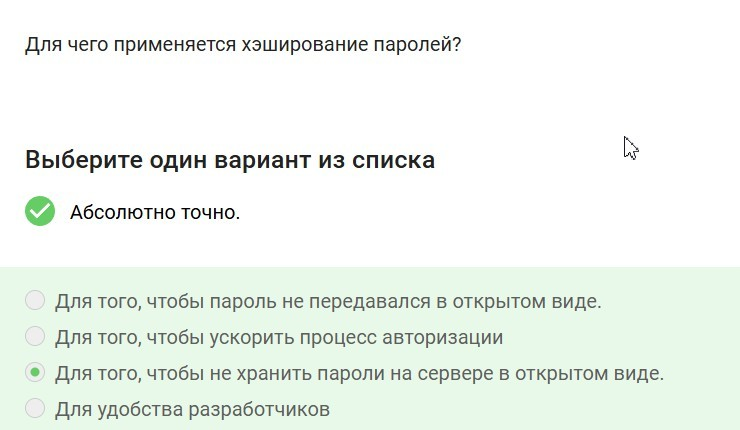 Для чего применяется хэширование паролей?
Выберите один вариант из списка
Абсолютно точно.
Для того, чтобы пароль не передавался в открытом виде.
Для того, чтобы ускорить процесс авторизации
Для того, чтобы не хранить пароли на сервере в открытом виде.
Для удобства разработчиков